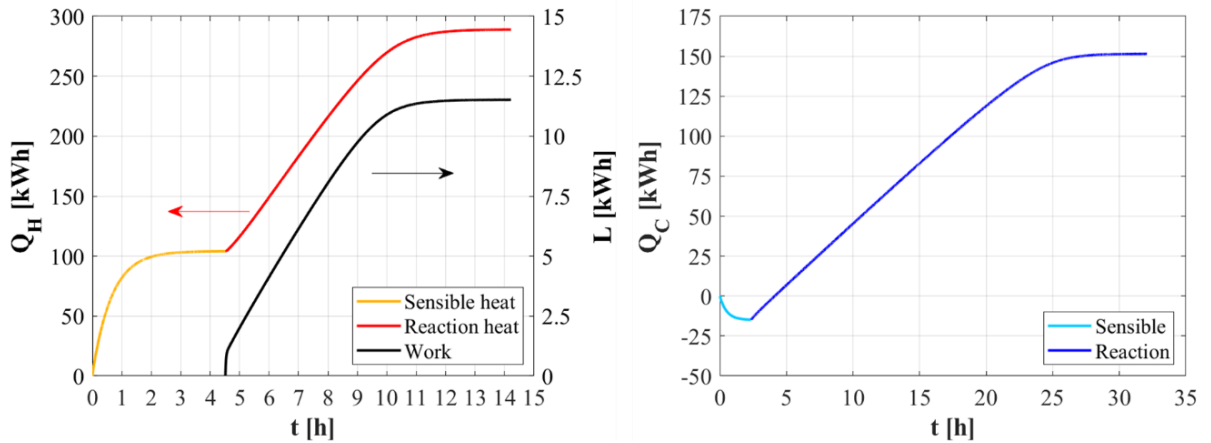 300
250
200
150
100
50
0
Q_H [kWh]
15
12.5
10
7.5
5
2.5
0
L [kWh]
Sensible heat
Reaction heat
Work
0 1 2 3 4 5 6 7 8 9 10 11 12 13 14 15
t [h]
175
150
125
100
75
50
25
0
-25
-50
Q_C [kWh]
Sensible
Reaction
0 5 10 15 20 25 30 35
t [h]